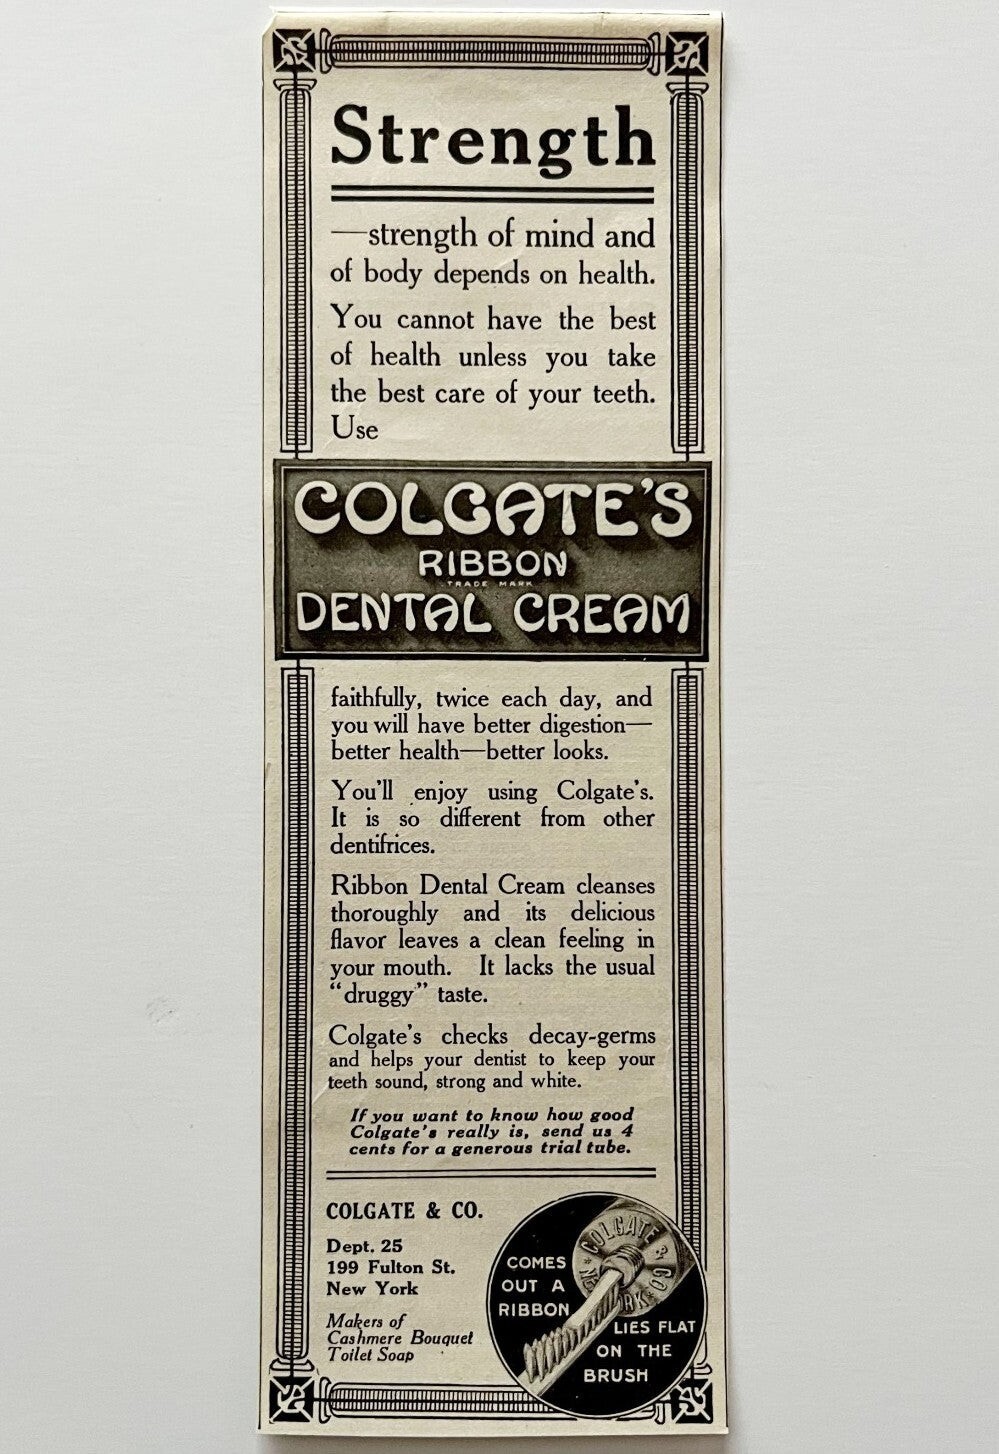 Strength
—strength of mind and
of body depends on health.
You cannot have the best
of health unless you take
the best care of your teeth.
Use
COLGATE'S
RIBBON
TRADE MARK
DENTAL CREAM
faithfully, twice each day, and
you will have better digestion—
better health—better looks.
You'll enjoy using Colgate's.
It is so different from other
dentifrices.
Ribbon Dental Cream cleanses
thoroughly and its delicious
flavor leaves a clean feeling in
your mouth. It lacks the usual
“druggy” taste.
Colgate's checks decay-germs
and helps your dentist to keep your
teeth sound, strong and white.
If you want to know how good
Colgate's really is, send us 4
cents for a generous trial tube.
COLGATE & CO.
Dept. 25
199 Fulton St.
New York
Makers of
Cashmere Bouquet
Toilet Soap
COMES
OUT A
RIBBON
COLGATE & CO
LIES FLAT
ON THE
BRUSH